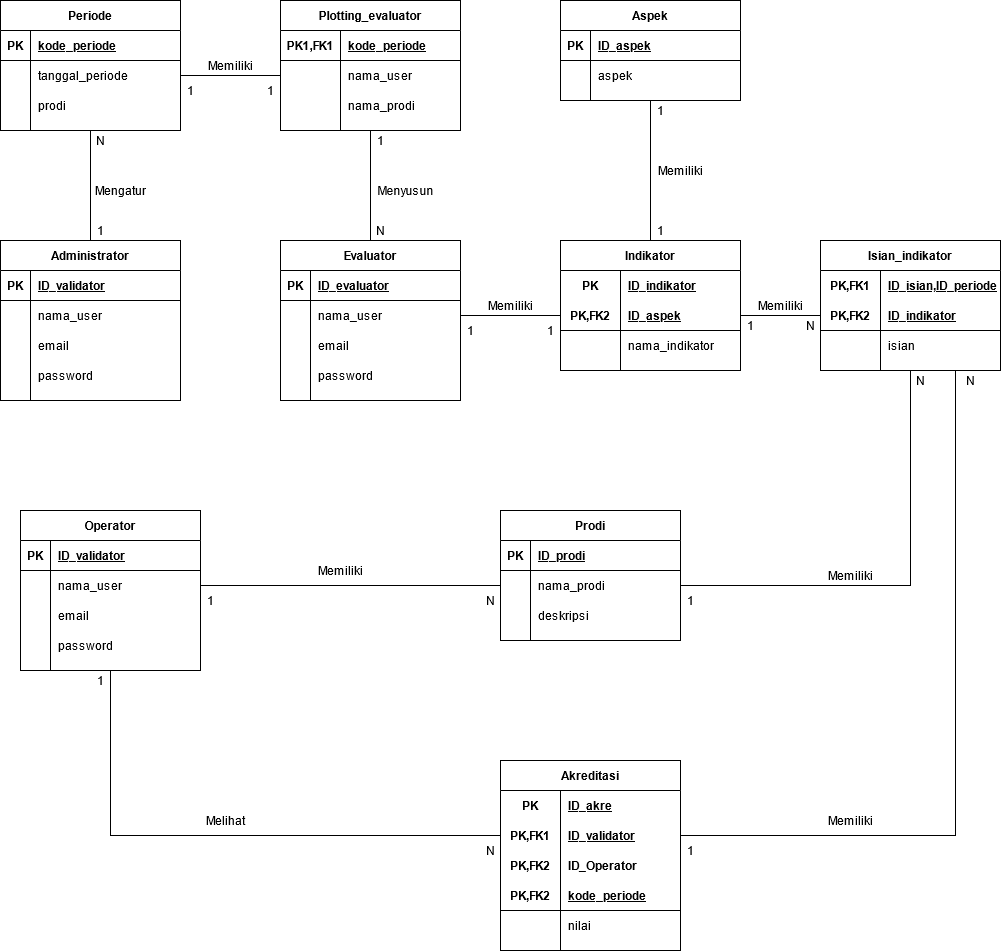 Periode
PK kode_periode
tanggal_periode
prodi
Memiliki
1 1
Plotting_evaluator
PK1,FK1 kode_periode
nama_user
nama_prodi
Aspek
PK ID_aspek
aspek
N
Mengatur
1
1
Menyusun
N
1
Memiliki
1
Administrator
PK ID_validator
nama_user
email
password
Evaluator
PK ID_evaluator
nama_user
email
password
Memiliki
1 1
Indikator
PK ID_indikator
PK,FK2 ID_aspek
nama_indikator
Memiliki
1 N
Isian_indikator
PK,FK1 ID_isian,ID_periode
PK,FK2 ID_indikator
isian
N N
Operator
PK ID_validator
nama_user
email
password
Memiliki
1 N
Prodi
PK ID_prodi
nama_prodi
deskripsi
Memiliki
1
1
Melihat
N
Akreditasi
PK ID_akre
PK,FK1 ID_validator
PK,FK2 ID_Operator
PK,FK2 kode_periode
nilai
Memiliki
1